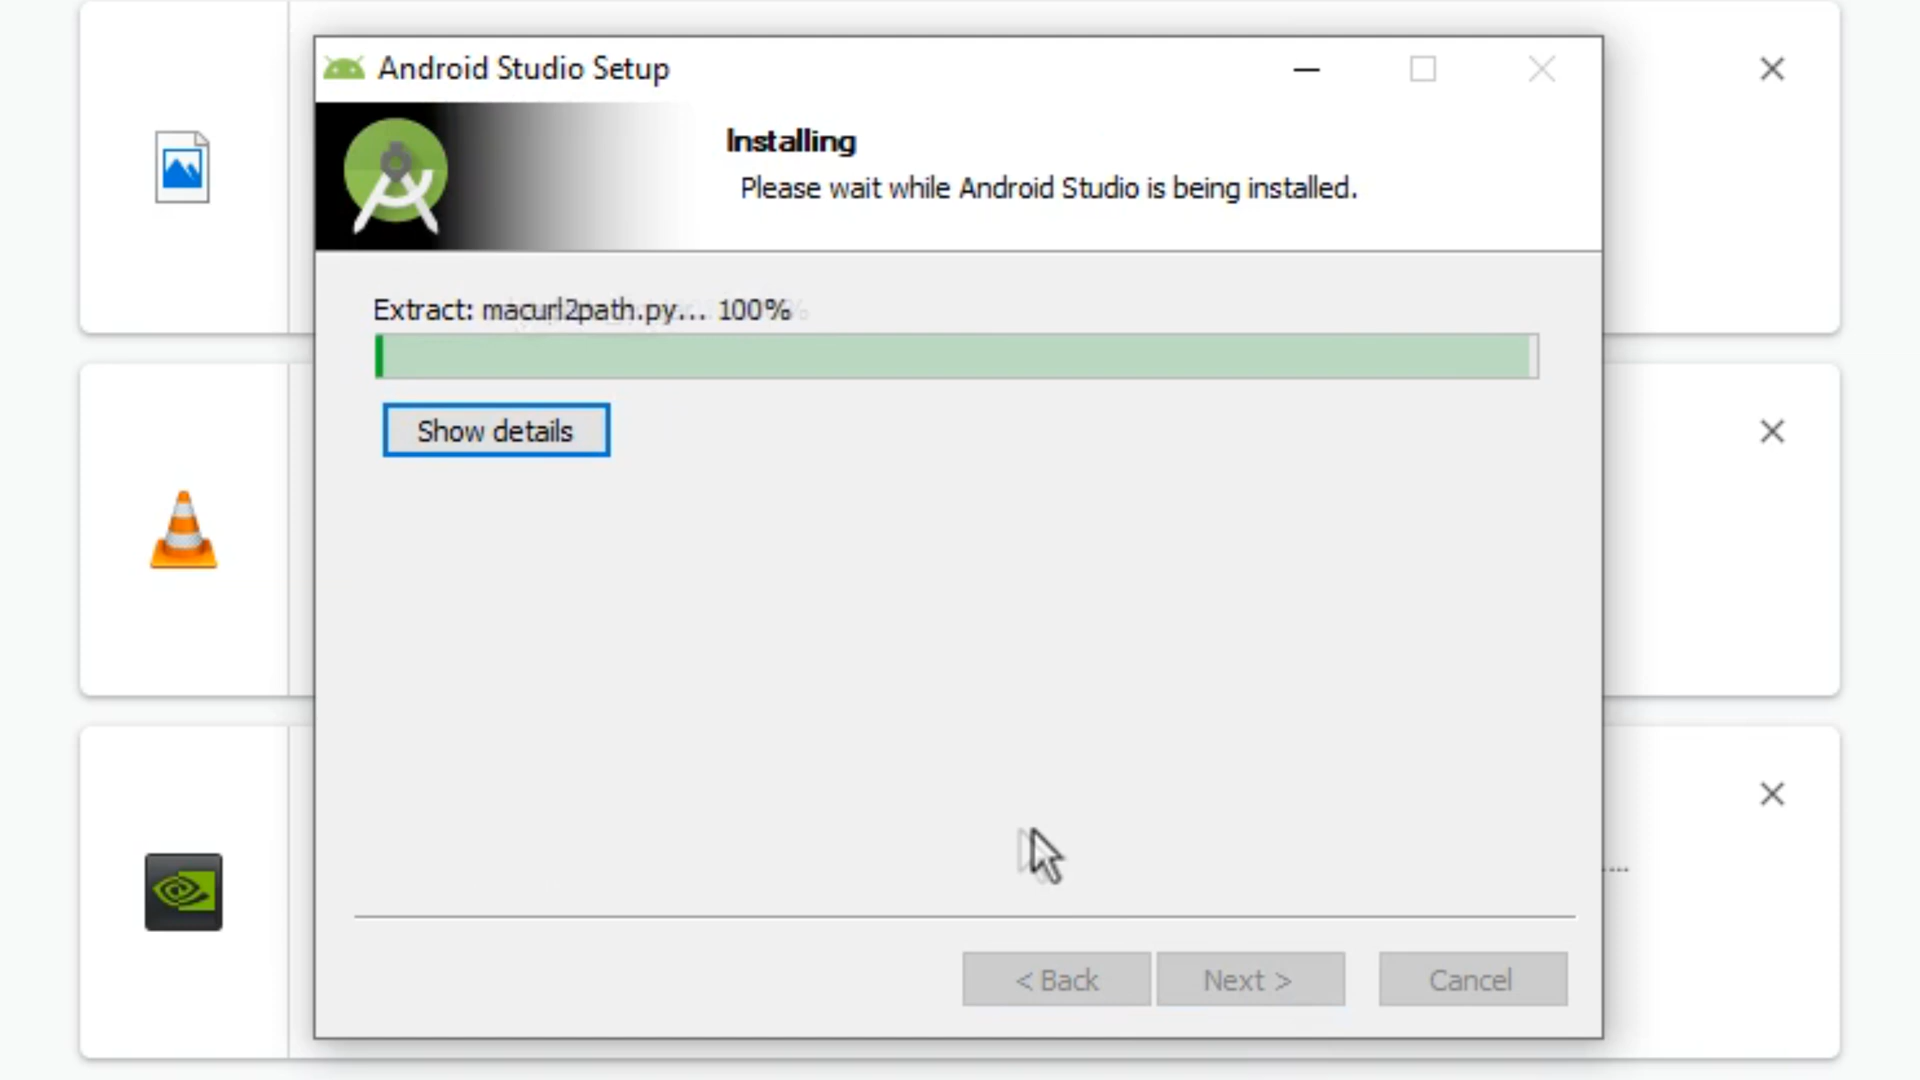 Android Studio Setup
Installing
Please wait while Android Studio is being installed.
Extract: macurl2path.py... 100%
Show details
< Back
Next >
Cancel
...